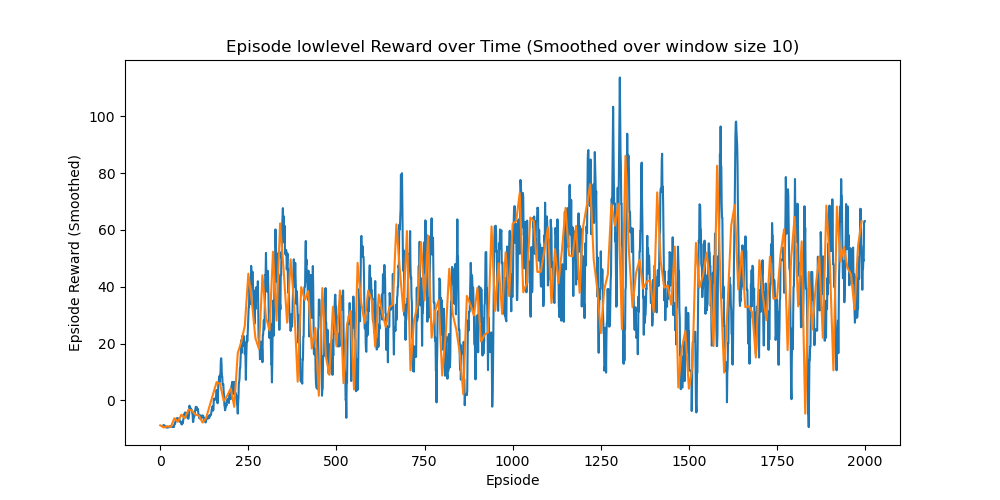 Episode lowlevel Reward over Time (Smoothed over window size 10)
Epsiode Reward (Smoothed)
100
80
60
40
20
0
0 250 500 750 1000 1250 1500 1750 2000
Epsiode